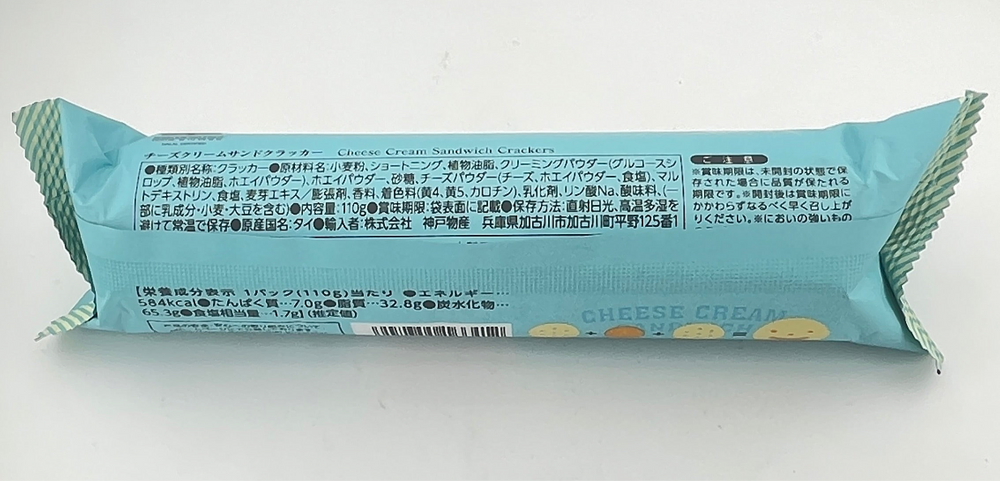 チーズクリームサンドクラッカー Cheese Cream Sandwich Crackers
●種類別名称:クラッカー●原材料名:小麦粉、ショートニング、植物油脂、クリーミングパウダー(グルコースシ
ロップ、植物油脂、ホエイパウダー)、ホエイパウダー、砂糖、チーズパウダー(チーズ、ホエイパウダー、食塩)、マル
トデキストリン、食塩、麦芽エキス／膨張剤、香料、着色料(黄4、黄5、カロチン)、乳化剤、リン酸Na、酸味料、(一
部に乳成分・小麦・大豆を含む)●内容量:110g●賞味期限:袋表面に記載●保存方法:直射日光、高温多湿を
避けて常温で保存●原産国名:タイ●輸入者:株式会社 神戸物産 兵庫県加古川市加古川町平野125番1
ご注意
※賞味期限は、未開封の状態で保
存された場合に品質が保たれる
期限です。※開封後は賞味期限に
かかわらずなるべく早く召し上が
りください。※においの強いもの
【栄養成分表示 1パック(110g)当たり ●エネルギー…
584kcal●たんぱく質…7.0g●脂質…32.8g●炭水化物…
65.3g●食塩相当量…1.7g】(推定値)
CHEESE CREAM